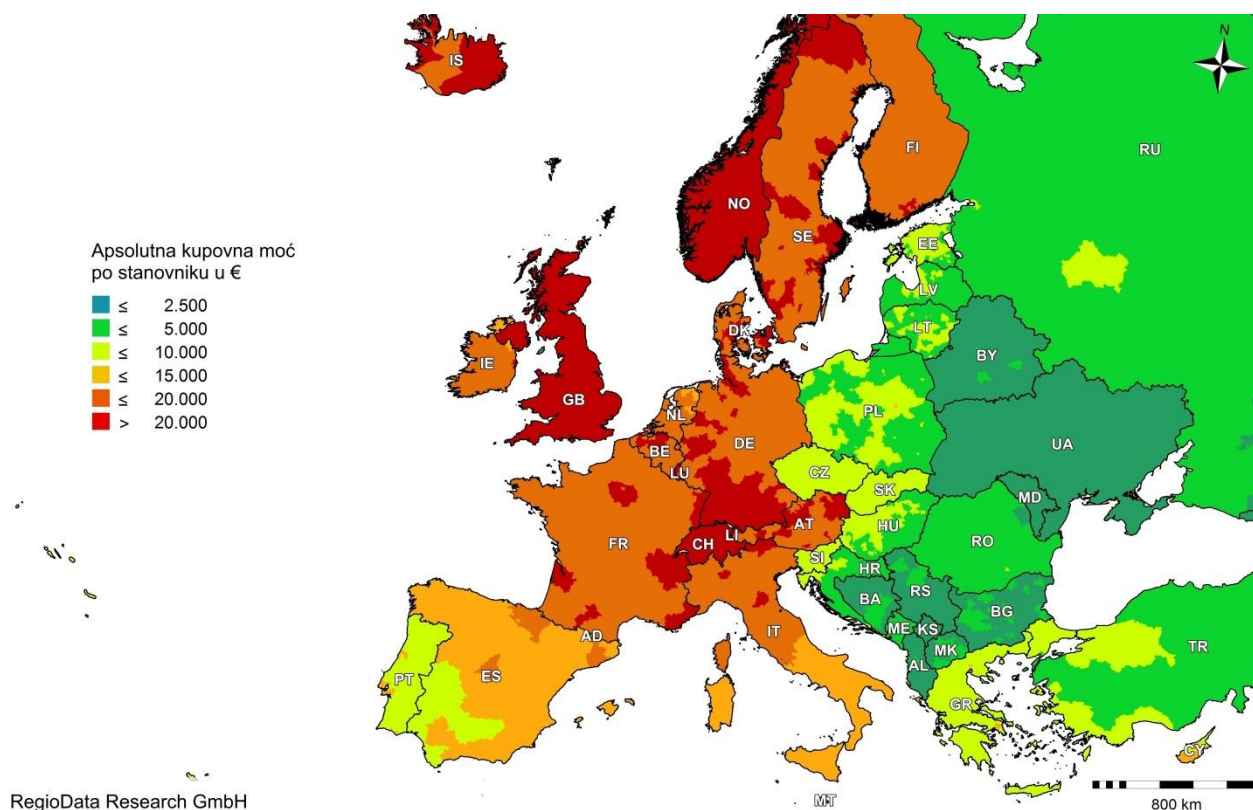 N
IS
RU
FI
NO
SE
EE
LV
LT
DK
BY
IE
GB
NL
PL
DE
BE
UA
LU
CZ
SK
MD
AT
HU
FR
LI
CH
RO
SI
HR
BA
RS
BG
ME
KS
IT
AD
MK
TR
AL
ES
PT
GR
CY
MT
Apsolutna kupovna moć
po stanovniku u €
≤ 2.500
≤ 5.000
≤ 10.000
≤ 15.000
≤ 20.000
> 20.000
RegioData Research GmbH
800 km